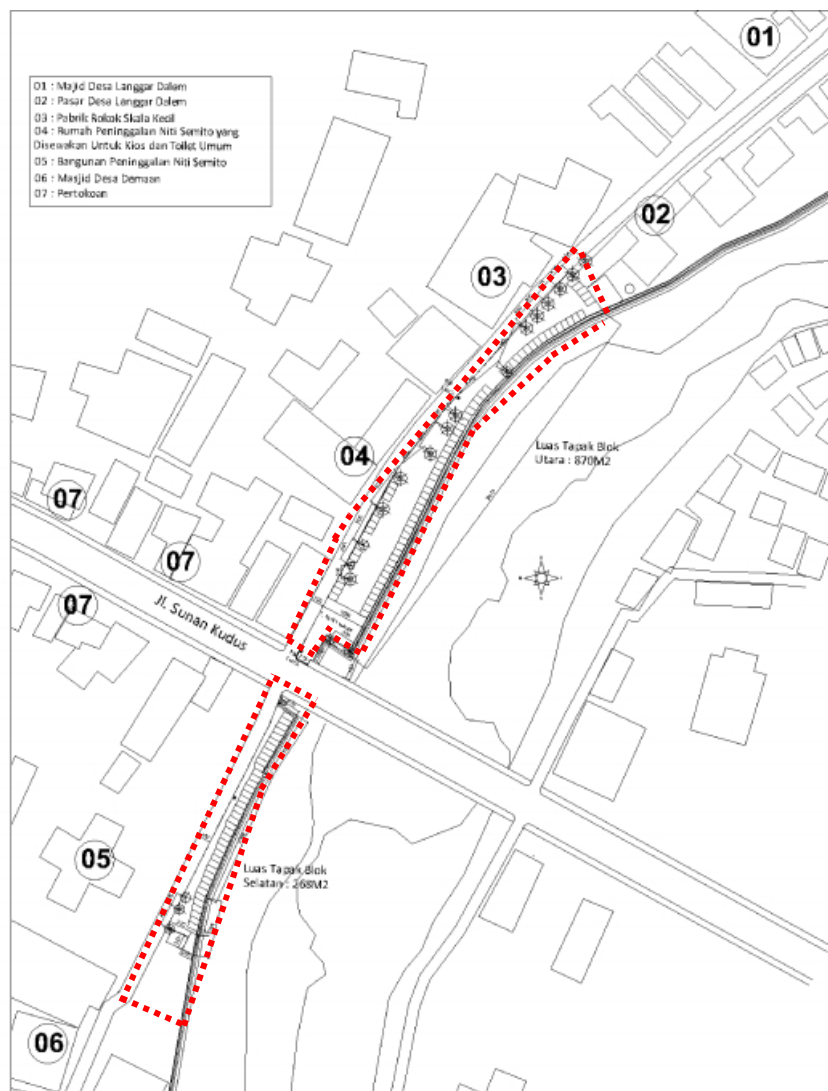 01
01 : Majid Desa Langgar Dalem
02 : Pasar Desa Langgar Dalem
03 : Pabrik Rokok Skala Kecil
04 : Rumah Peninggalan Niti Semito yang
Disewakan Untuk Kios dan Toilet Umum
05 : Bangunan Peninggalan Niti Semito
06 : Masjid Desa Demaan
07 : Pertokoan
02
03
04
Luas Tapak Blok
Utara : 870M2
07
07
07
Jl. Sunan Kudus
05
Luas Tapak Blok
Selatan : 268M2
06